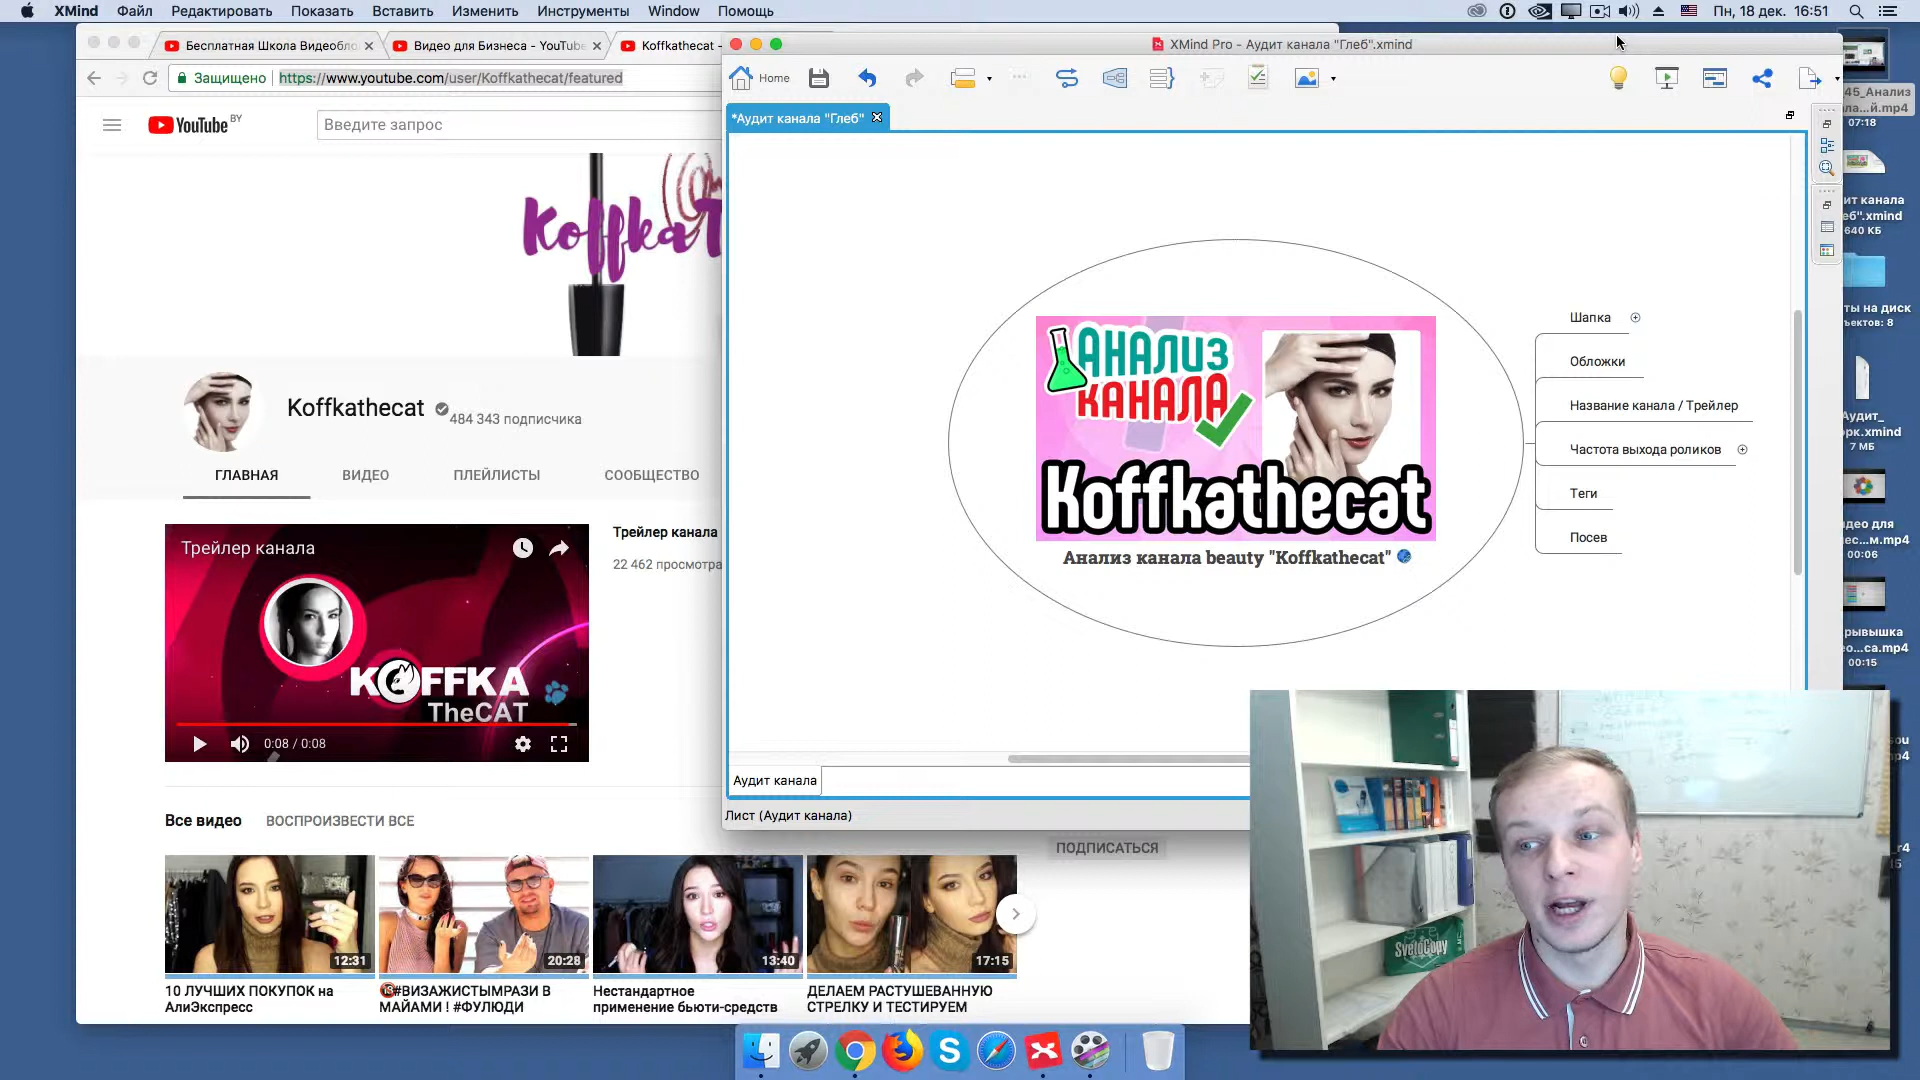 XMind Файл Редактировать Показать Вставить Изменить Инструменты Window Помощь
Пн, 18 дек. 16:51
Бесплатная Школа Видеобло
Видео для Бизнеса - YouTube
Koffkathecat -
Защищено
https://www.youtube.com/user/Koffkathecat/featured
YouTube BY
Введите запрос
Koffkathecat
484 343 подписчика
ГЛАВНАЯ ВИДЕО ПЛЕЙЛИСТЫ СООБЩЕСТВО
Трейлер канала
KOFFKA
TheCAT
0:08 / 0:08
Трейлер канала
Все видео ВОСПРОИЗВЕСТИ ВСЕ
ПОДПИСАТЬСЯ
12:31
20:28
13:40
17:15
10 ЛУЧШИХ ПОКУПОК на
АлиЭкспресс
#ВИЗАЖИСТЫМРАЗИ В
МАЙАМИ ! #ФУЛЮДИ
Нестандартное
применение бьюти-средств
ДЕЛАЕМ РАСТУШЕВАННУЮ
СТРЕЛКУ И ТЕСТИРУЕМ
XMind Pro - Аудит канала "Глеб".xmind
Home
*Аудит канала "Глеб"
АНАЛИЗ
КАНАЛА
Koffkathecat
Анализ канала beauty "Koffkathecat"
Шапка
Обложки
Название канала / Трейлер
Частота выхода роликов
Теги
Посев
Аудит канала
Лист (Аудит канала)
07:18
640 КБ
7 МБ
00:06
00:15
SvetoCopy